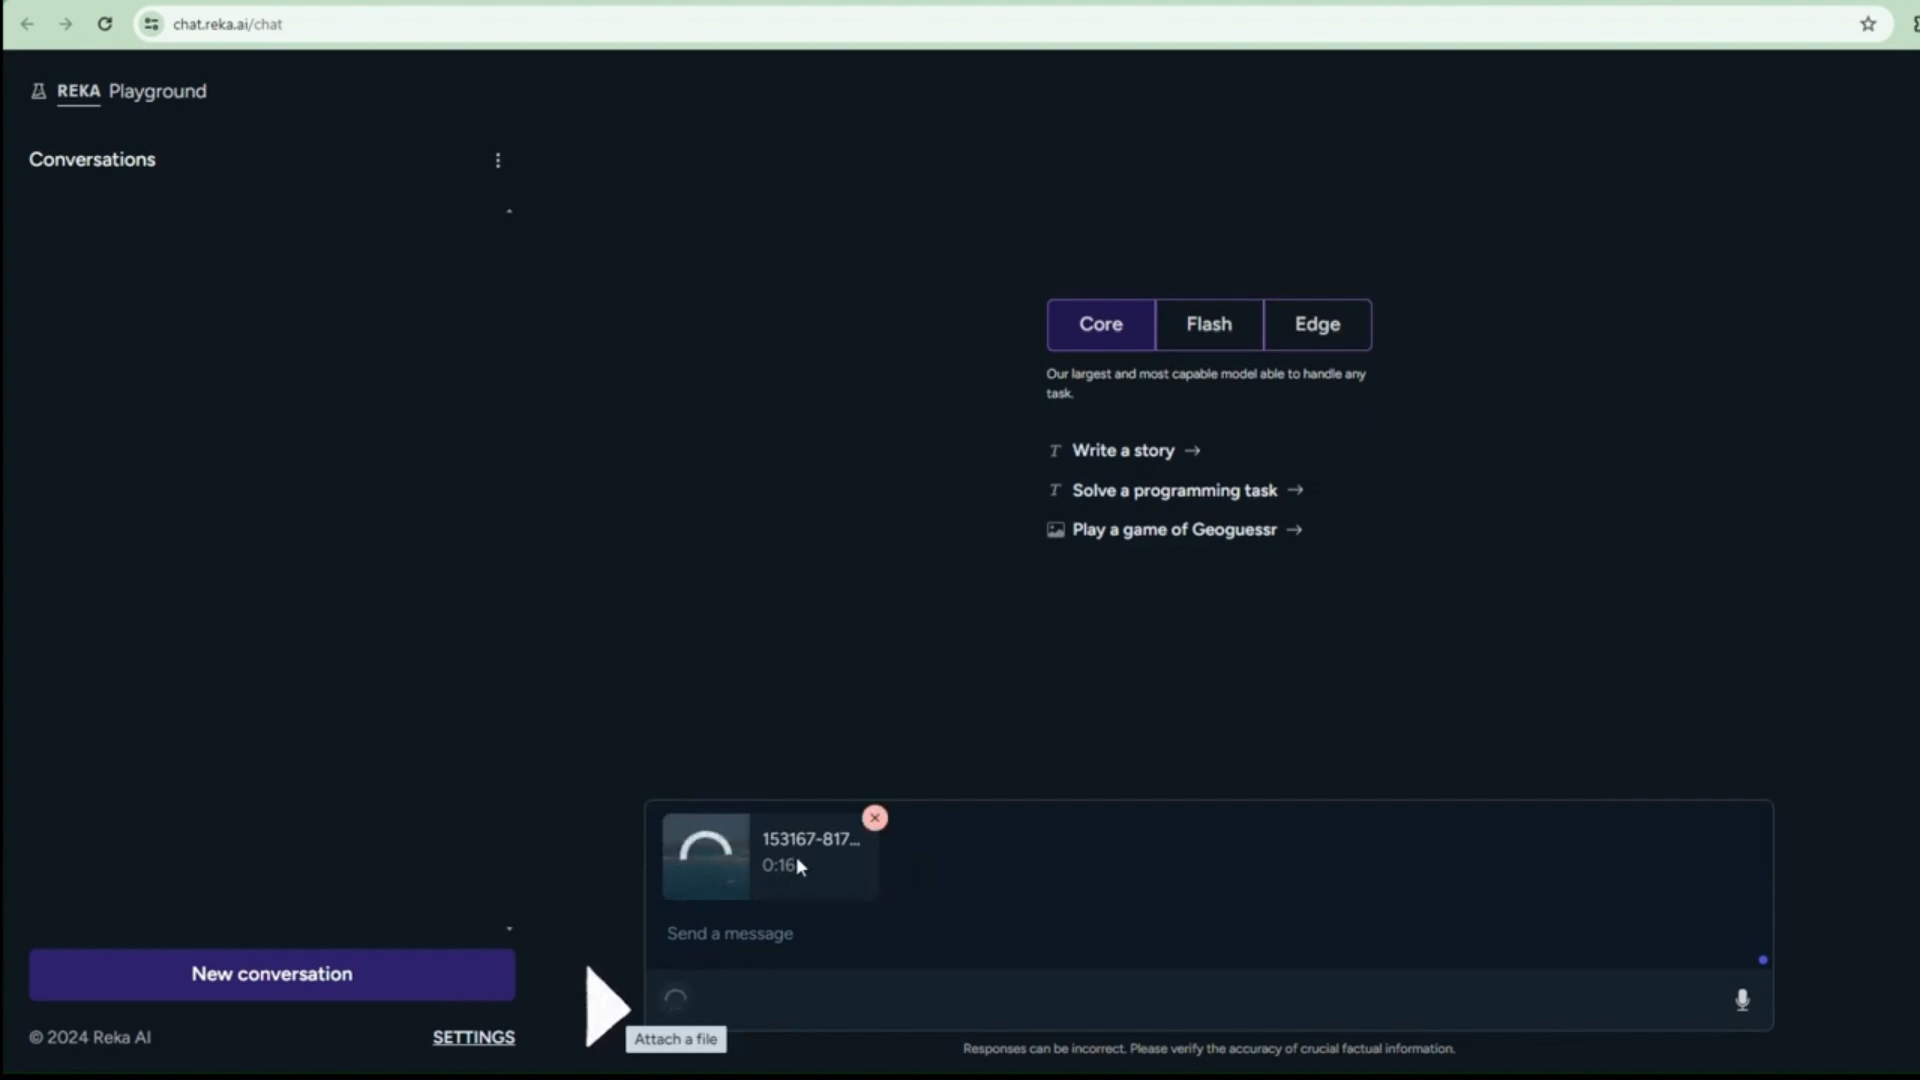 chat.reka.ai/chat
REKA Playground
Conversations
Core
Flash
Edge
Our largest and most capable model able to handle any
task.
T Write a story →
T Solve a programming task →
Play a game of Geoguessr →
153167-817...
0:16
Send a message
New conversation
© 2024 Reka AI
SETTINGS
Attach a file
Responses can be incorrect. Please verify the accuracy of crucial factual information.